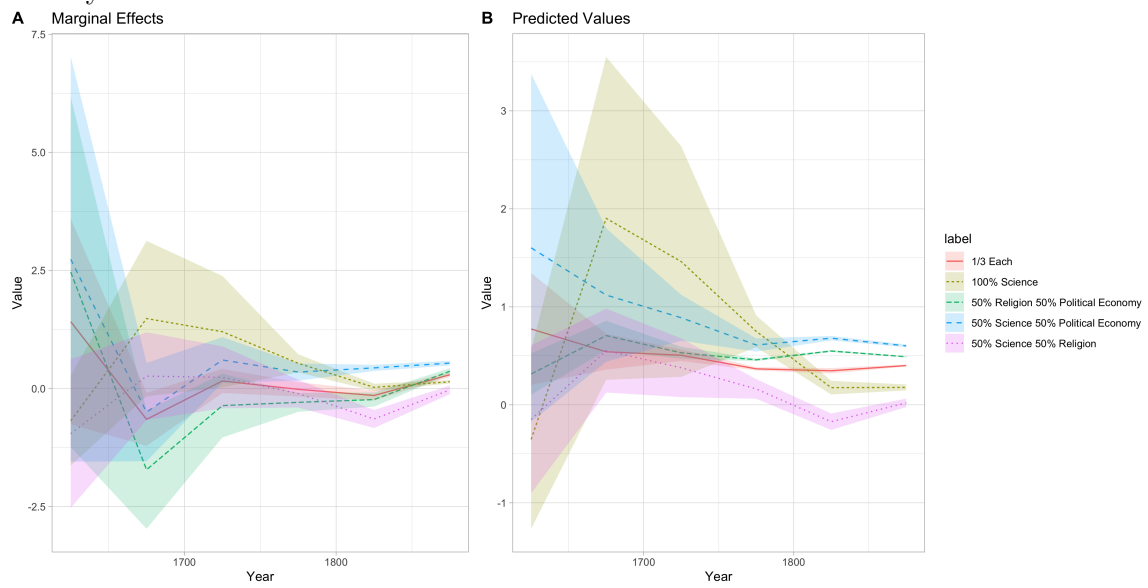 A Marginal Effects
7.5
5.0
2.5
0.0
-2.5
Value
1700 1800
Year
B Predicted Values
3
2
1
0
-1
Value
1700 1800
Year
label
1/3 Each
100% Science
50% Religion 50% Political Economy
50% Science 50% Political Economy
50% Science 50% Religion